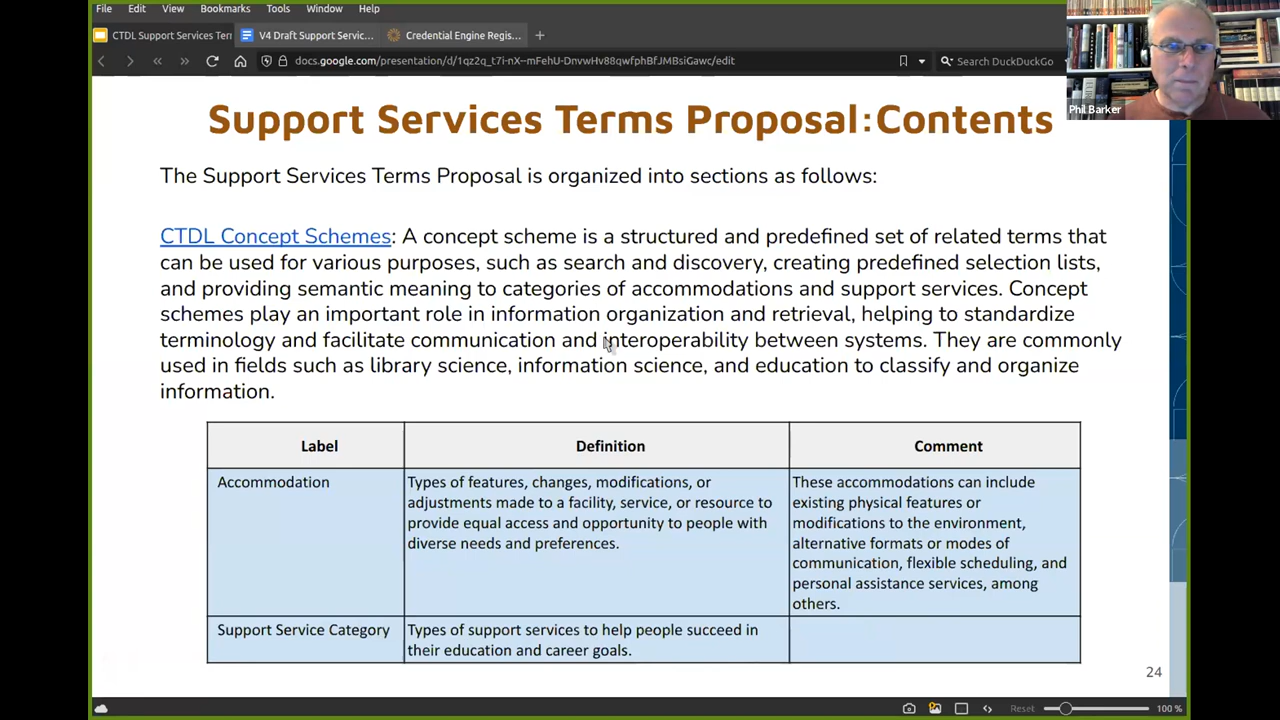 File Edit View Bookmarks Tools Window Help
CTDL Support Services Ter
V4 Draft Support Servic...
Credential Engine Regis...
docs.google.com/presentation/d/1qz2q_t7i-nX--mFehU-DnvwHv88qwfphBfJMBsiGawc/edit
Search DuckDuckGo
Phil Barker
Support Services Terms Proposal:Contents
The Support Services Terms Proposal is organized into sections as follows:
CTDL Concept Schemes: A concept scheme is a structured and predefined set of related terms that
can be used for various purposes, such as search and discovery, creating predefined selection lists,
and providing semantic meaning to categories of accommodations and support services. Concept
schemes play an important role in information organization and retrieval, helping to standardize
terminology and facilitate communication and interoperability between systems. They are commonly
used in fields such as library science, information science, and education to classify and organize
information.
Label Definition Comment
Accommodation
Types of features, changes, modifications, or
adjustments made to a facility, service, or resource to
provide equal access and opportunity to people with
diverse needs and preferences.
These accommodations can include
existing physical features or
modifications to the environment,
alternative formats or modes of
communication, flexible scheduling, and
personal assistance services, among
others.
Support Service Category
Types of support services to help people succeed in
their education and career goals.
24
Reset 100 %